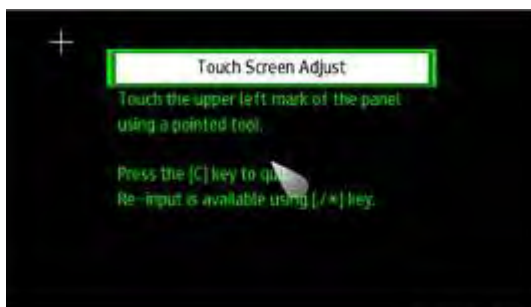 Touch Screen Adjust
Touch the upper left mark of the panel
using a pointed tool.
Press the [C] key to quit.
Re-input is available using [./*] key.